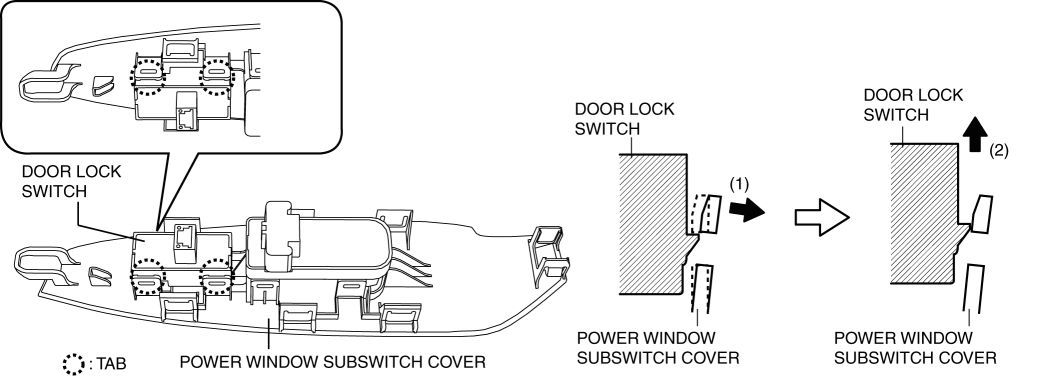 DOOR LOCK
SWITCH
: TAB
POWER WINDOW SUBSWITCH COVER
DOOR LOCK
SWITCH
(1)
POWER WINDOW
SUBSWITCH COVER
DOOR LOCK
SWITCH
(2)
POWER WINDOW
SUBSWITCH COVER